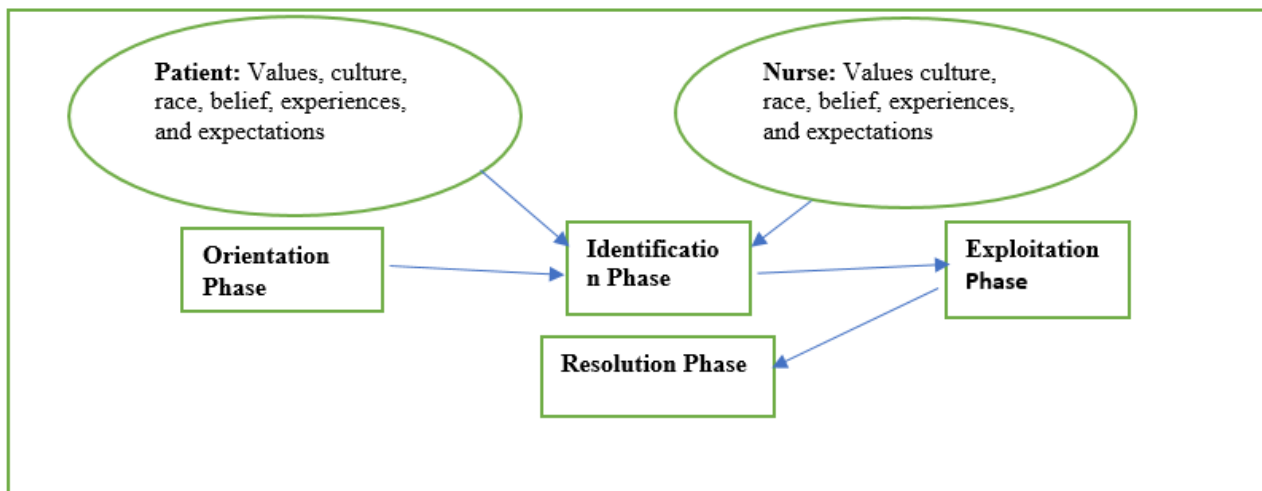 Patient: Values, culture,
race, belief, experiences,
and expectations
Nurse: Values culture,
race, belief, experiences,
and expectations
Orientation
Phase
Identificatio
n Phase
Exploitation
Phase
Resolution Phase